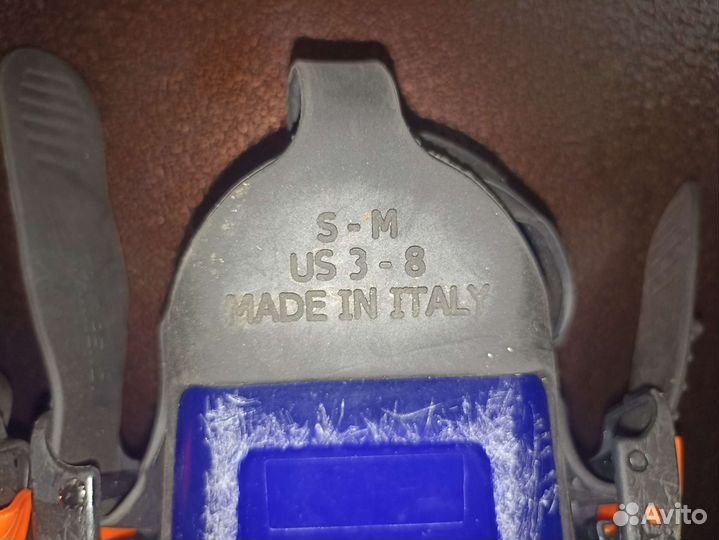 S - M
US 3 - 8
MADE IN ITALY
Avito